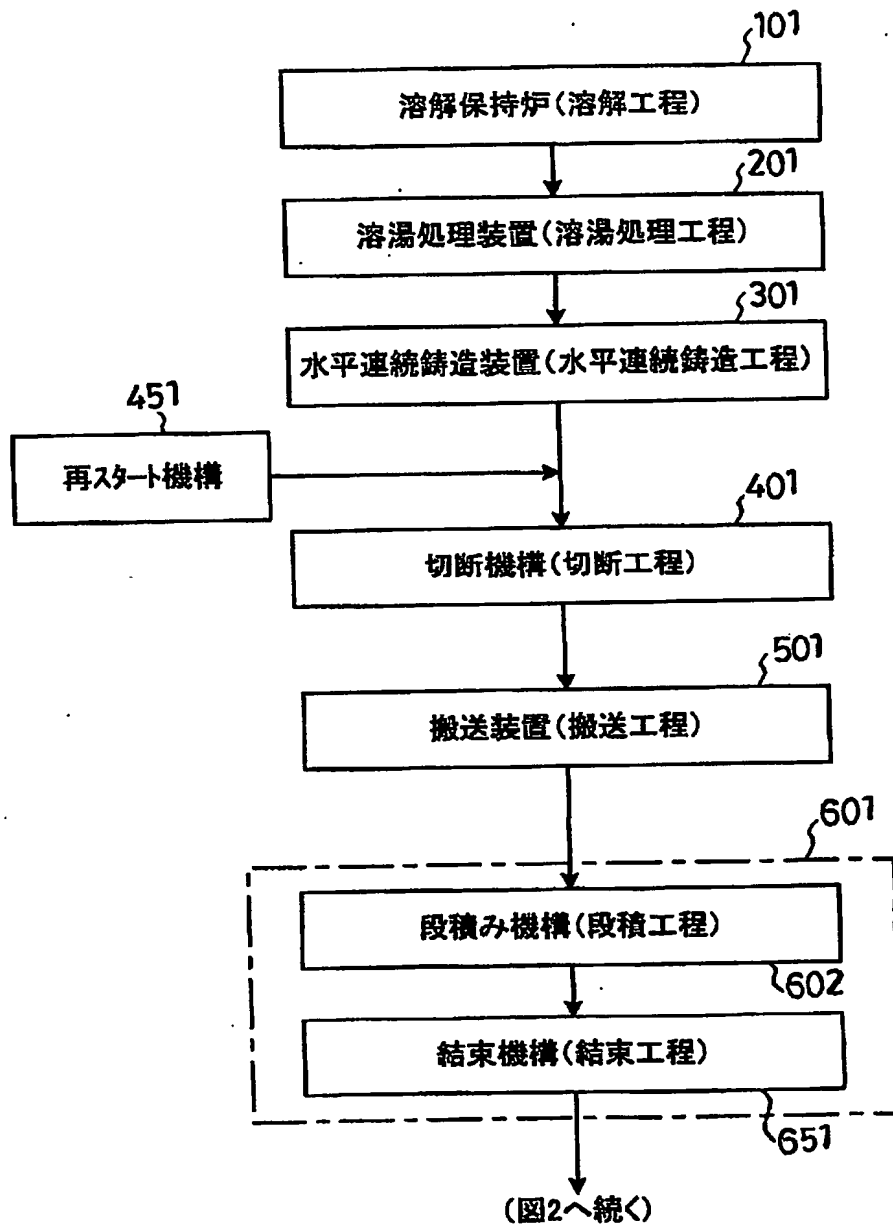 101
溶解保持炉(溶解工程)
201
溶湯処理装置(溶湯処理工程)
301
水平連続鋳造装置(水平連続鋳造工程)
451
再スタート機構
401
切断機構(切断工程)
501
搬送装置(搬送工程)
601
段積み機構(段積工程)
602
結束機構(結束工程)
651
(図2へ続く)